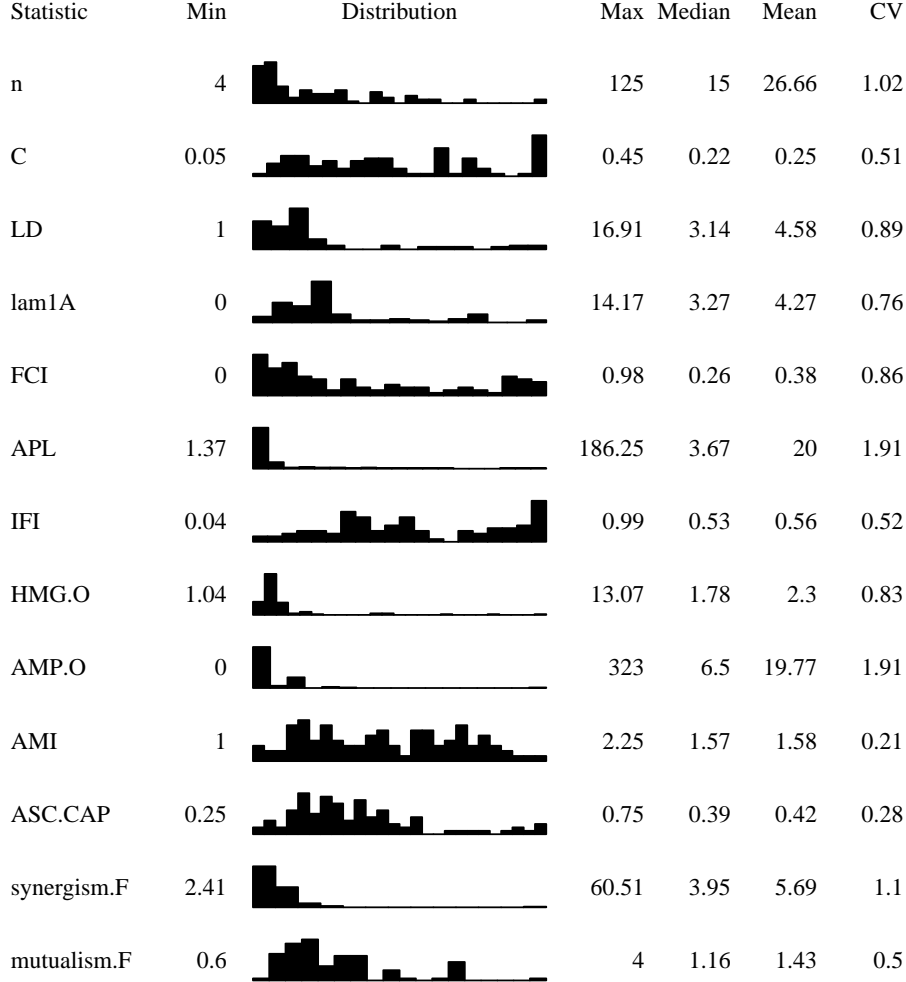 Statistic Min Distribution Max Median Mean CV
n 4 125 15 26.66 1.02
C 0.05 0.45 0.22 0.25 0.51
LD 1 16.91 3.14 4.58 0.89
lam1A 0 14.17 3.27 4.27 0.76
FCI 0 0.98 0.26 0.38 0.86
APL 1.37 186.25 3.67 20 1.91
IFI 0.04 0.99 0.53 0.56 0.52
HMG.O 1.04 13.07 1.78 2.3 0.83
AMP.O 0 323 6.5 19.77 1.91
AMI 1 2.25 1.57 1.58 0.21
ASC.CAP 0.25 0.75 0.39 0.42 0.28
synergism.F 2.41 60.51 3.95 5.69 1.1
mutualism.F 0.6 4 1.16 1.43 0.5